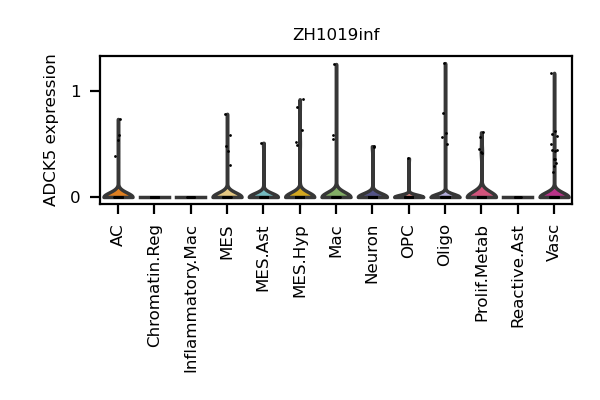 ZH1019inf
ADCK5 expression
1
0
AC
Chromatin.Reg
Inflammatory.Mac
MES
MES.Ast
MES.Hyp
Mac
Neuron
OPC
Oligo
Prolif.Metab
Reactive.Ast
Vasc